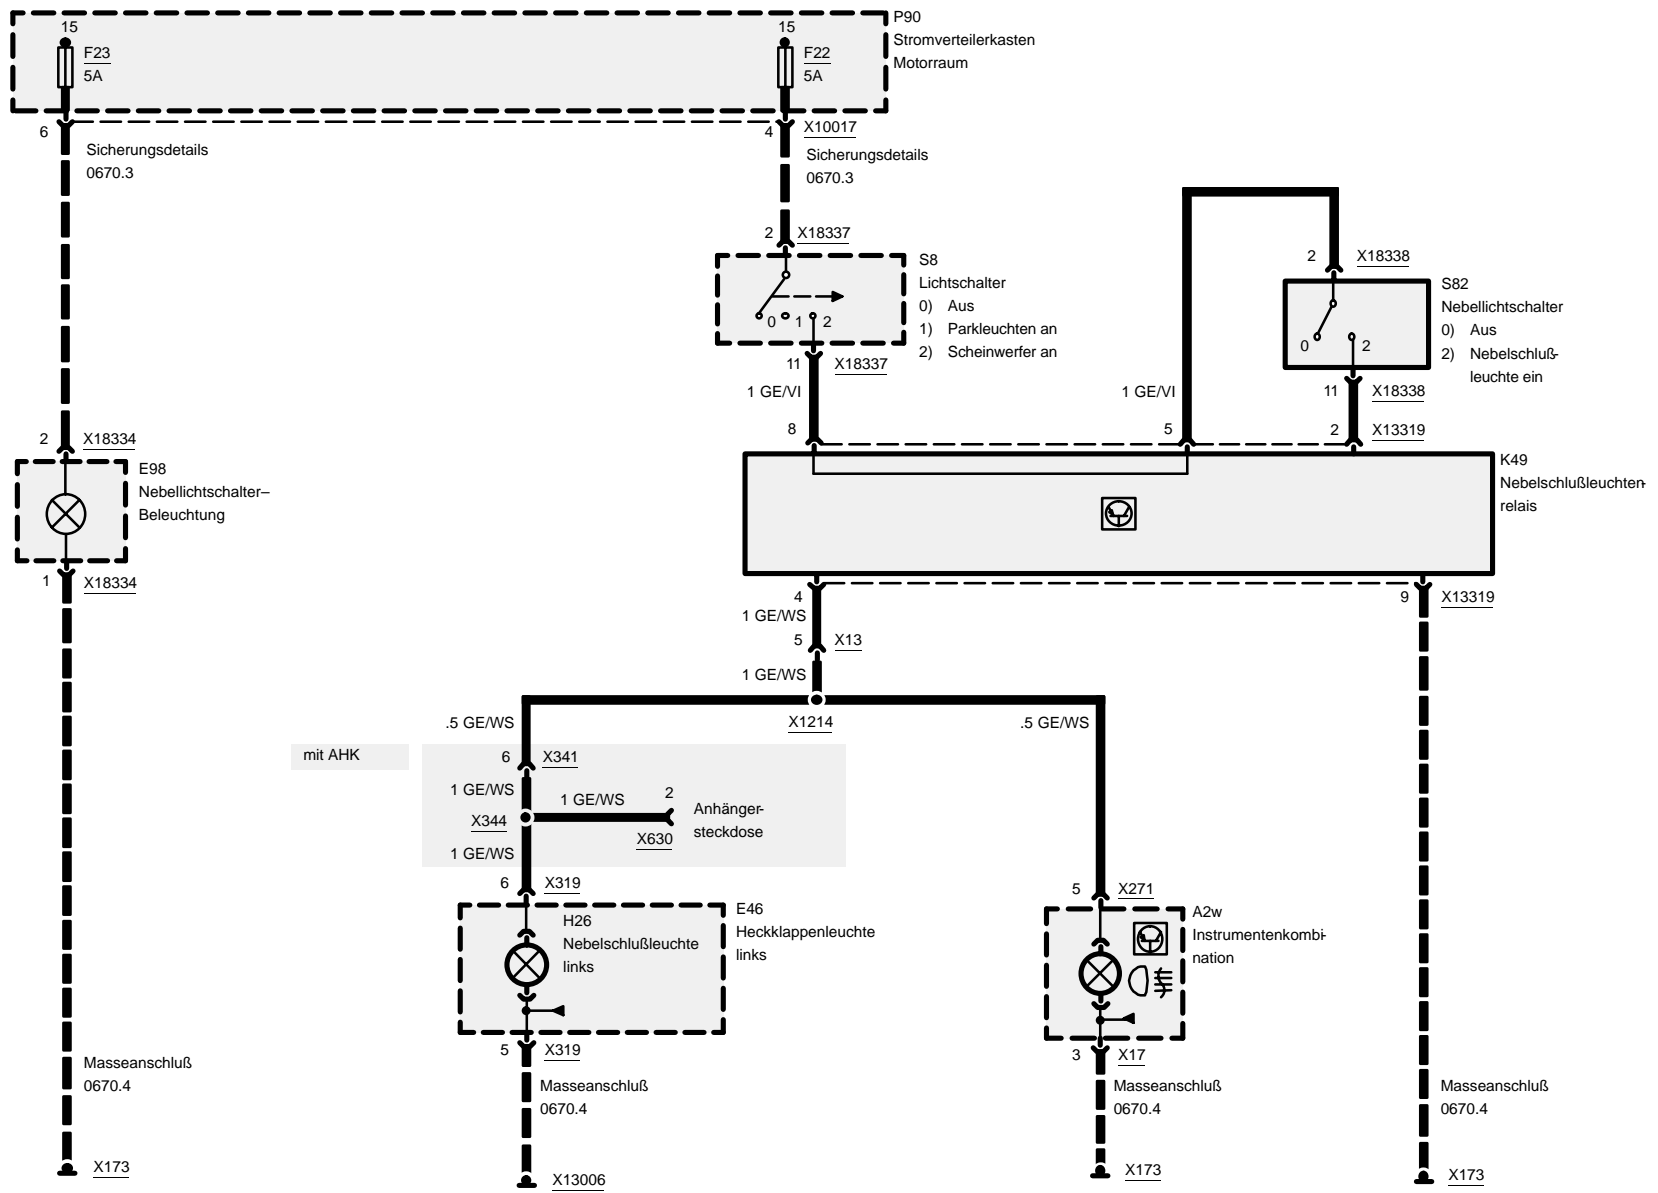 15
F23
5A
15
F22
5A
P90
Stromverteilerkasten
Motorraum
6
4
X10017
Sicherungsdetails
0670.3
Sicherungsdetails
0670.3
2
X18337
S8
Lichtschalter
0) Aus
1) Parkleuchten an
2) Scheinwerfer an
0
1
2
11
X18337
1 GE/VI
8
1 GE/VI
5
2
X18338
S82
Nebellichtschalter
0) Aus
2) Nebelschluß-
leuchte ein
0
2
11
X18338
2
X13319
2
X18334
E98
Nebellichtschalter–
Beleuchtung
1
X18334
K49
Nebelschlußleuchten-
relais
4
1 GE/WS
5
X13
1 GE/WS
X1214
9
X13319
.5 GE/WS
.5 GE/WS
mit AHK
6
X341
1 GE/WS
X344
1 GE/WS
2
X630
Anhänger-
steckdose
1 GE/WS
6
X319
H26
Nebelschlußleuchte
links
E46
Heckklappenleuchte
links
5
X319
5
X271
A2w
Instrumentenkombi-
nation
3
X17
Masseanschluß
0670.4
Masseanschluß
0670.4
Masseanschluß
0670.4
Masseanschluß
0670.4
X173
X13006
X173
X173